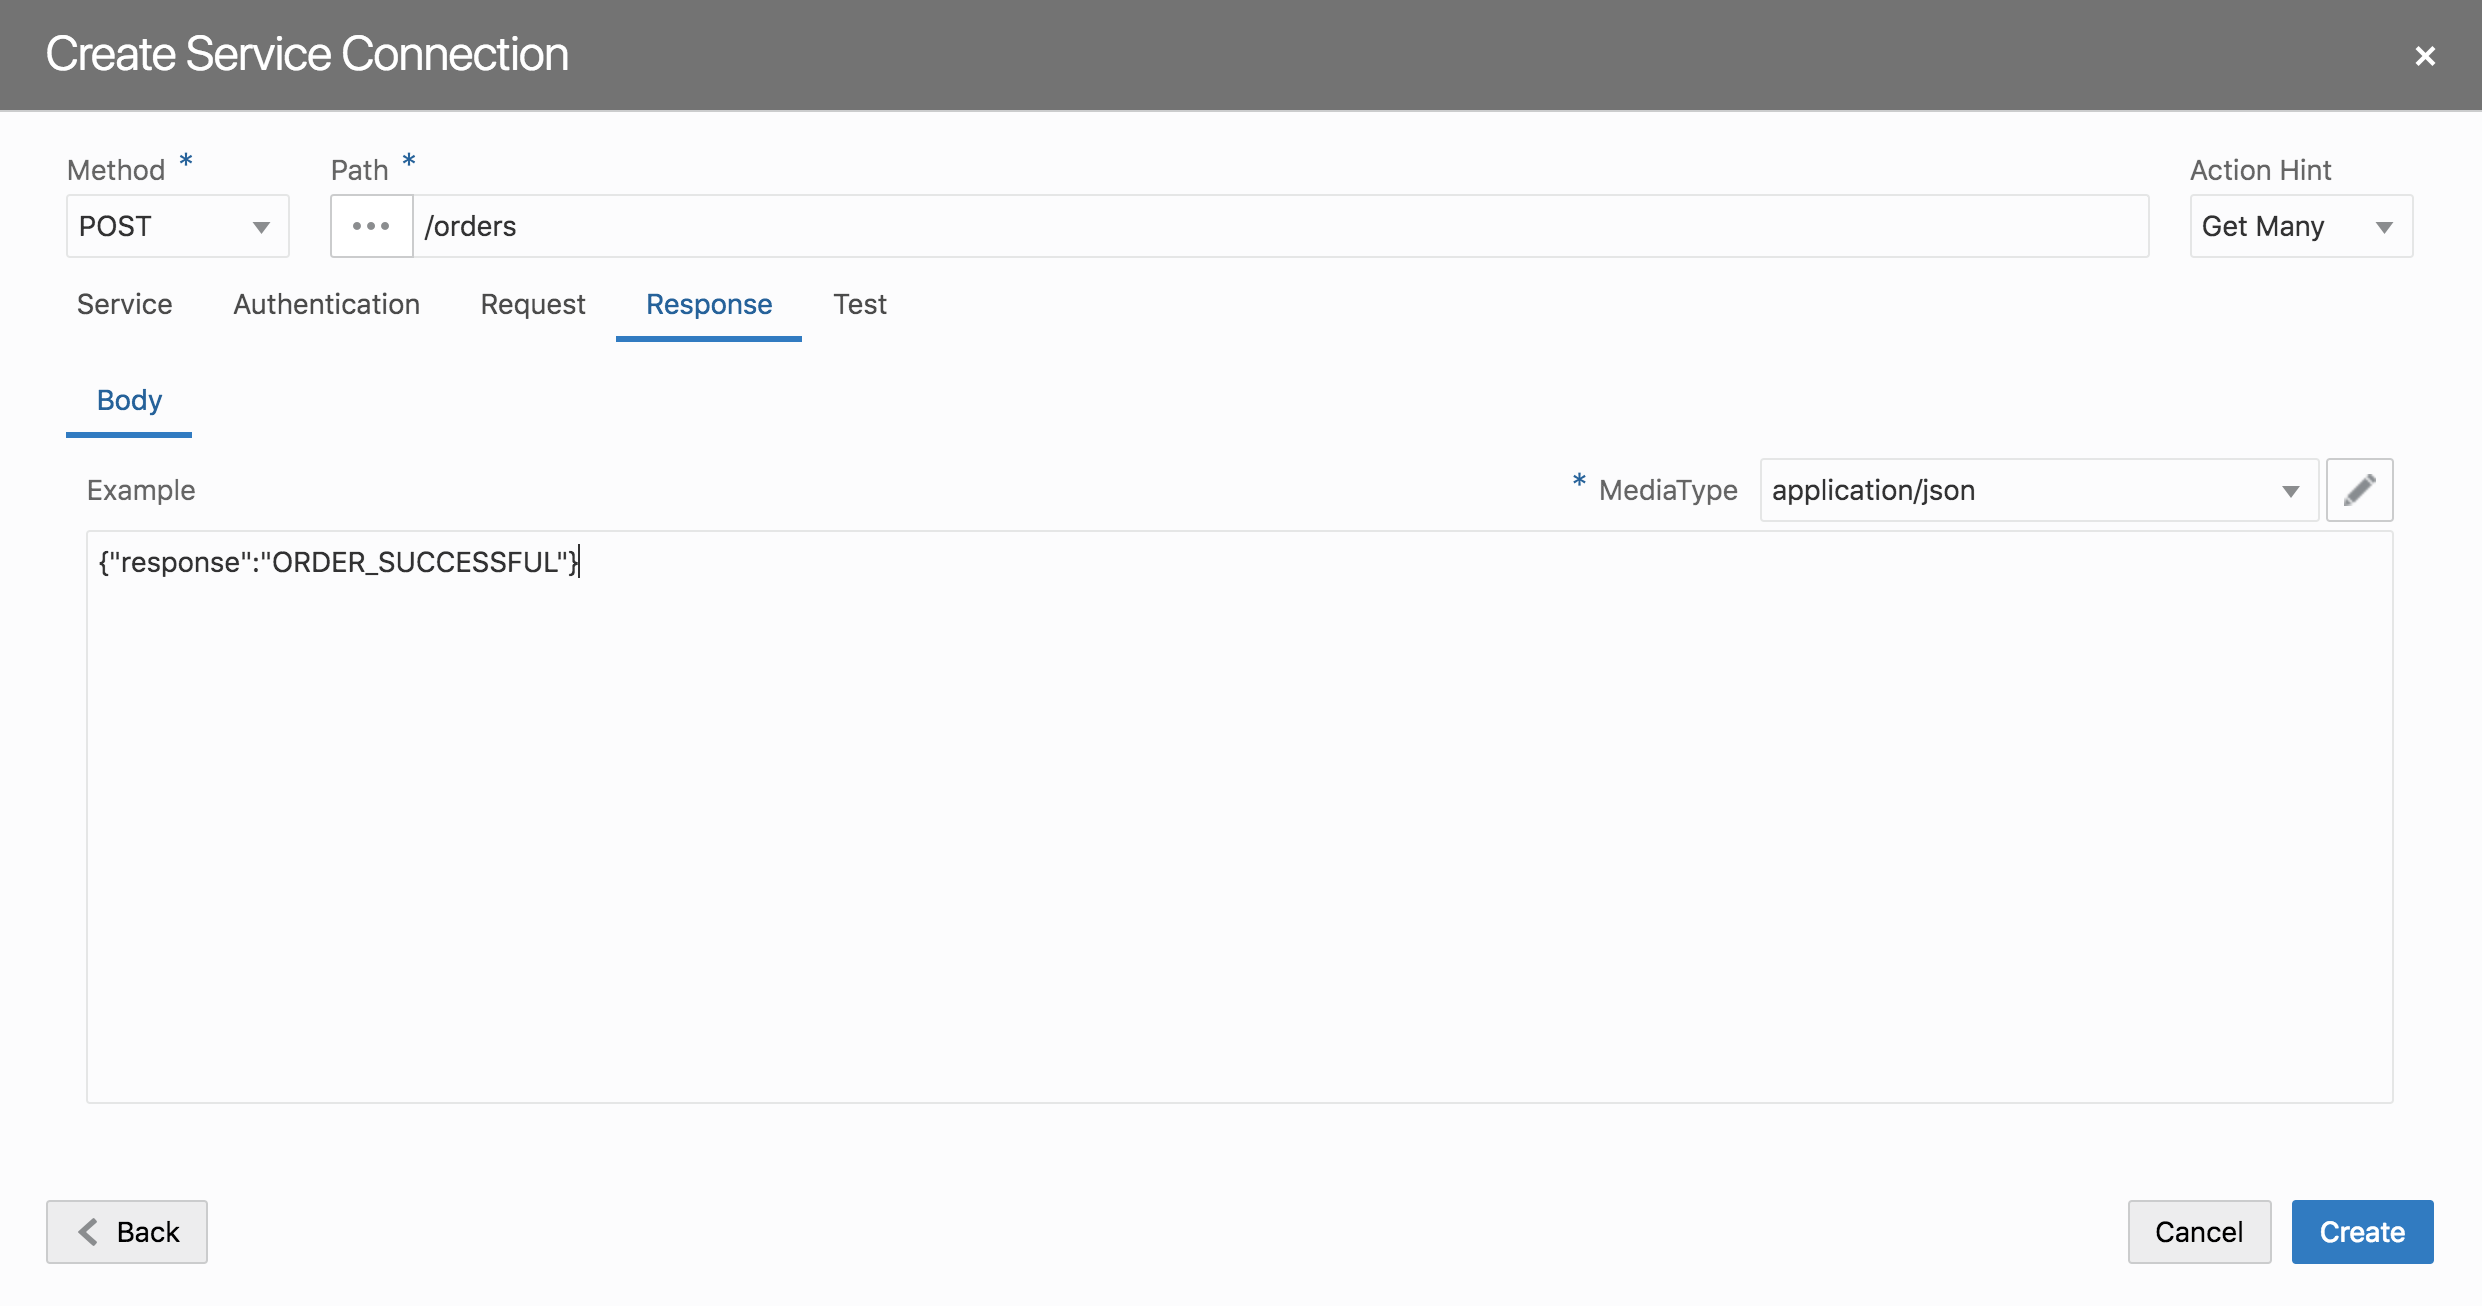 Create Service Connection
Method * Path * Action Hint
POST /orders Get Many
Service Authentication Request Response Test
Body
Example * MediaType application/json
{"response":"ORDER_SUCCESSFUL"}
Back Cancel Create